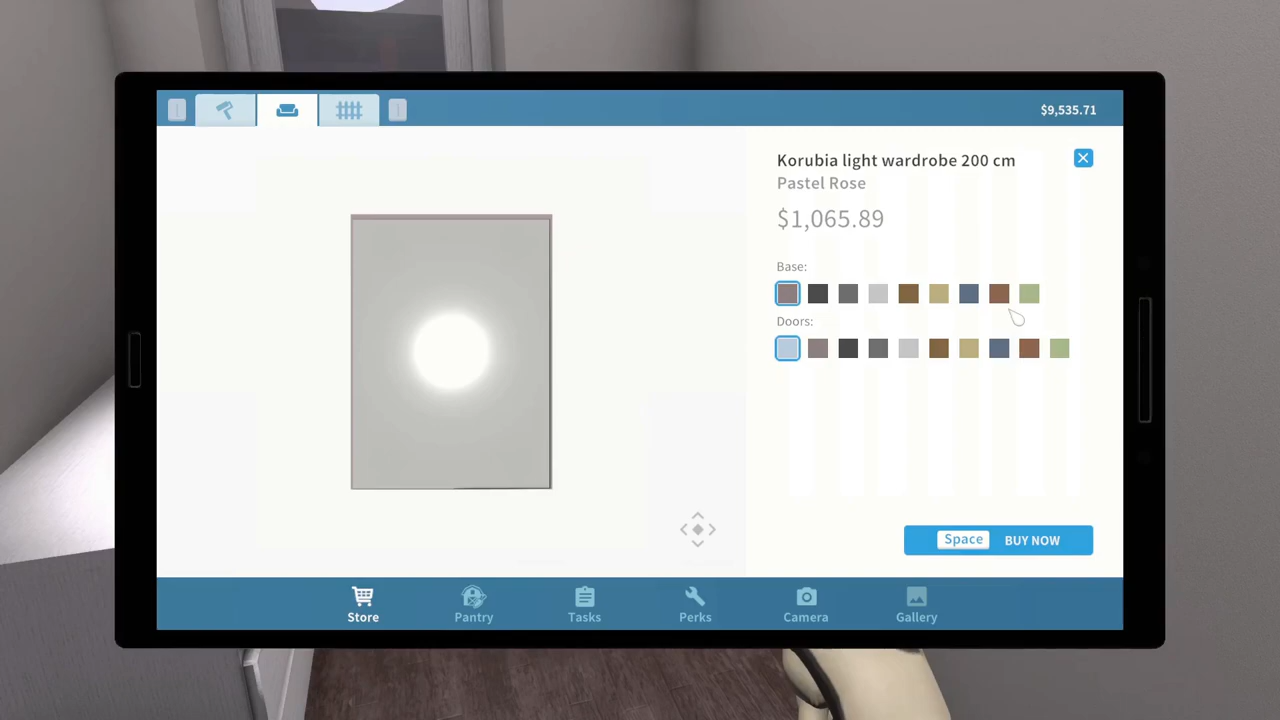 $9,535.71
Korubia light wardrobe 200 cm
Pastel Rose
$1,065.89
Base:
Doors:
Space BUY NOW
Store Pantry Tasks Perks Camera Gallery